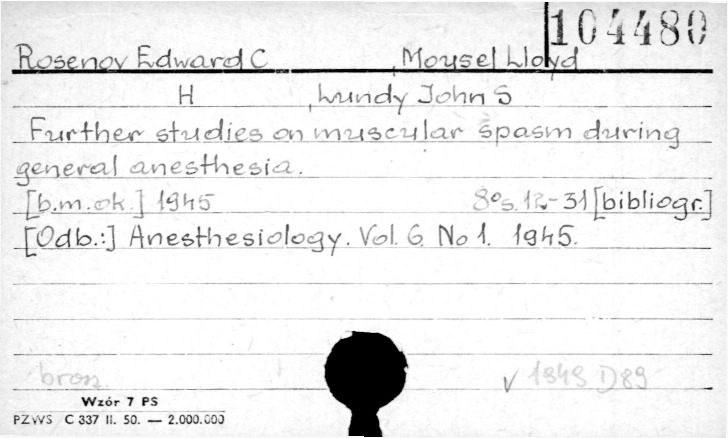 104480
Rosenov Edward C , Mousel Lloyd
H , Lundy John S
Further studies on muscular spasm during
general anesthesia.
[b.m.ok.] 1945 8° s. 12-31 [bibliogr.]
[Odb.:] Anesthesiology. Vol. 6. No 1. 1945.
bron. v 1949 D89
Wzór 7 PS
PZWS C 337 II. 50. — 2.000.000